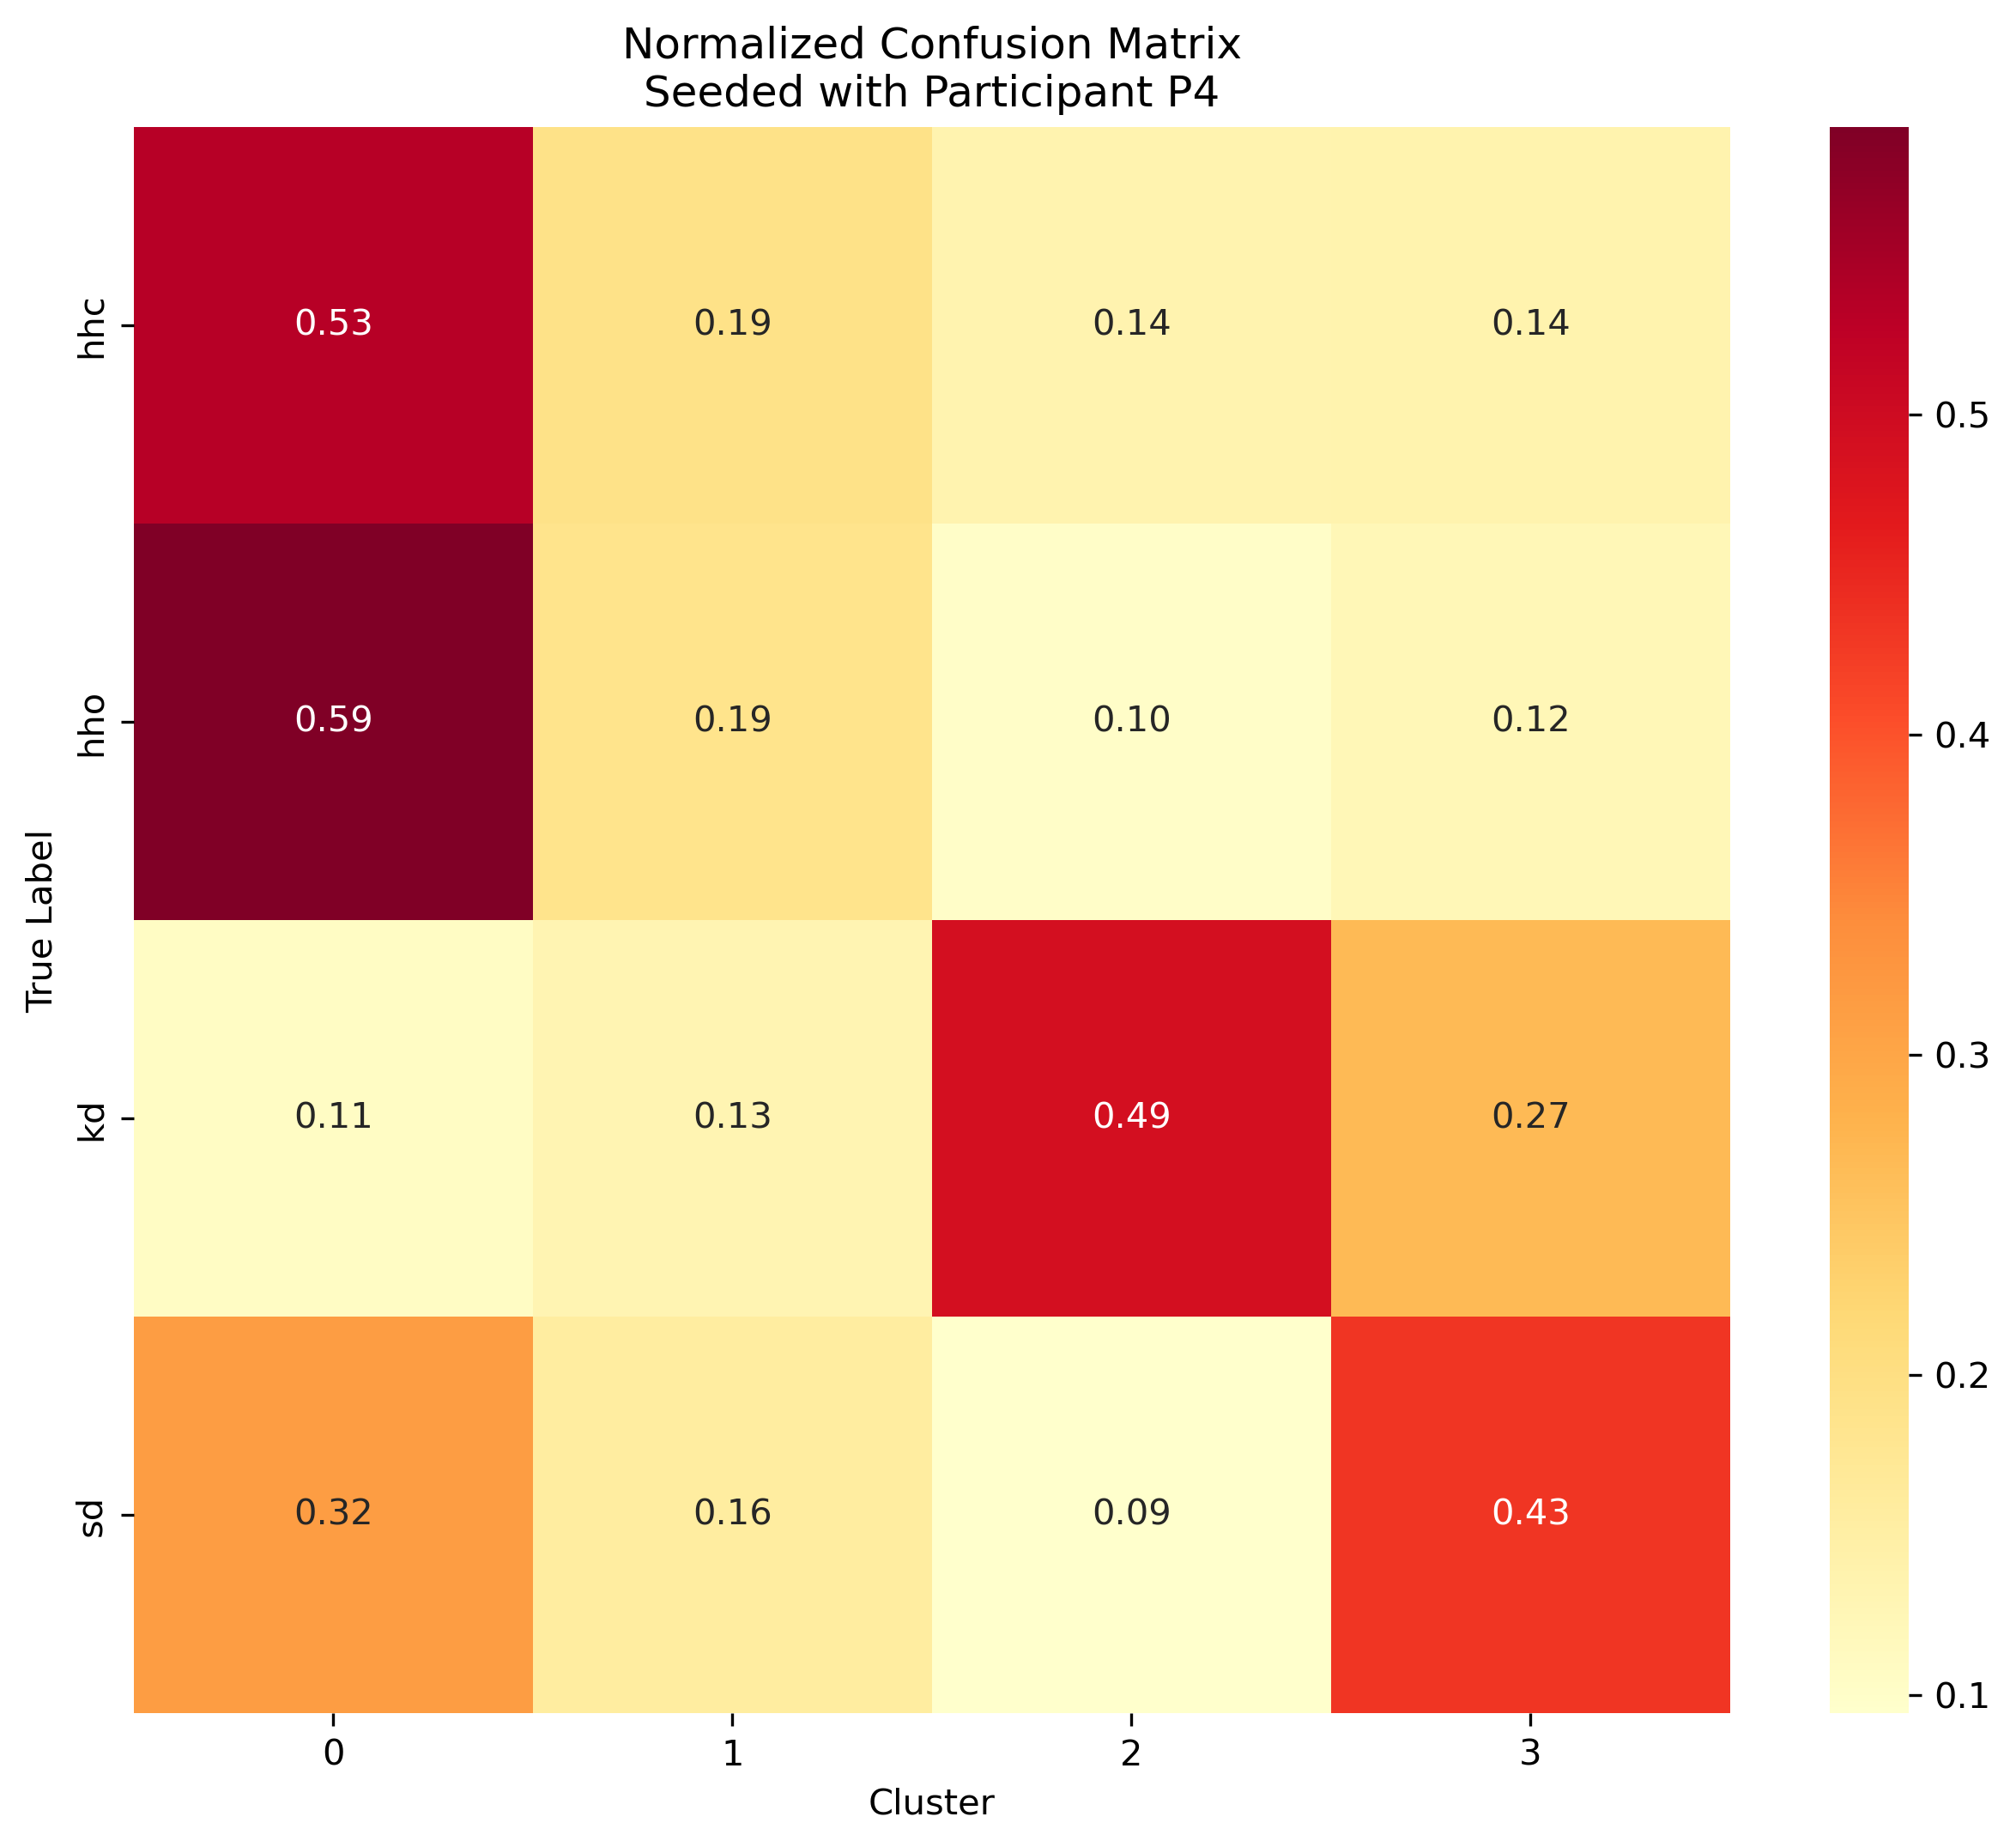 Normalized Confusion Matrix
Seeded with Participant P4
True Label
hhc
0.53 0.19 0.14 0.14
hho
0.59 0.19 0.10 0.12
kd
0.11 0.13 0.49 0.27
sd
0.32 0.16 0.09 0.43
0 1 2 3
Cluster
0.5
0.4
0.3
0.2
0.1